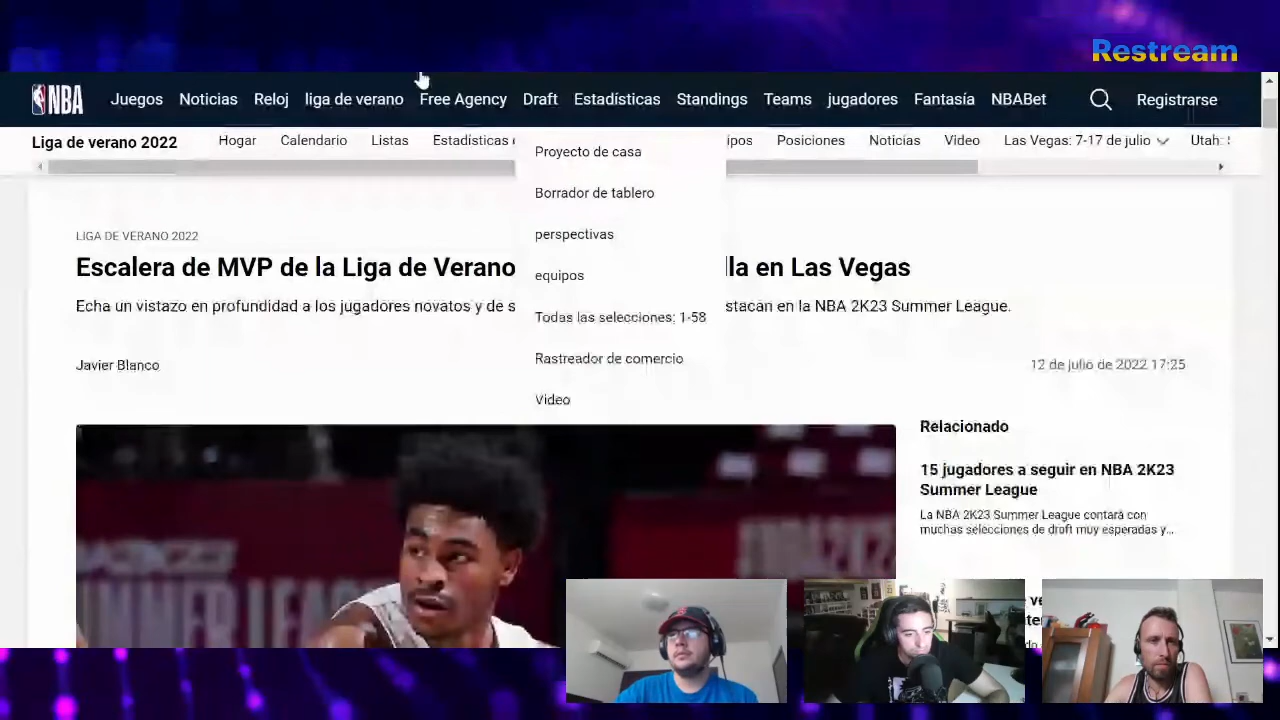 Restream
NBA Juegos Noticias Reloj liga de verano Free Agency Draft Estadísticas Standings Teams jugadores Fantasía NBABet Registrarse
Liga de verano 2022 Hogar Calendario Listas Estadísticas Posiciones Noticias Video Las Vegas: 7-17 de julio Utah:
Proyecto de casa
Borrador de tablero
perspectivas
equipos
Todas las selecciones: 1-58
Rastreador de comercio
Video
LIGA DE VERANO 2022
Escalera de MVP de la Liga de Verano lla en Las Vegas
Echa un vistazo en profundidad a los jugadores novatos y de s stacan en la NBA 2K23 Summer League.
Javier Blanco 12 de julio de 2022 17:25
Relacionado
15 jugadores a seguir en NBA 2K23
Summer League
La NBA 2K23 Summer League contará con
muchas selecciones de draft muy esperadas y...